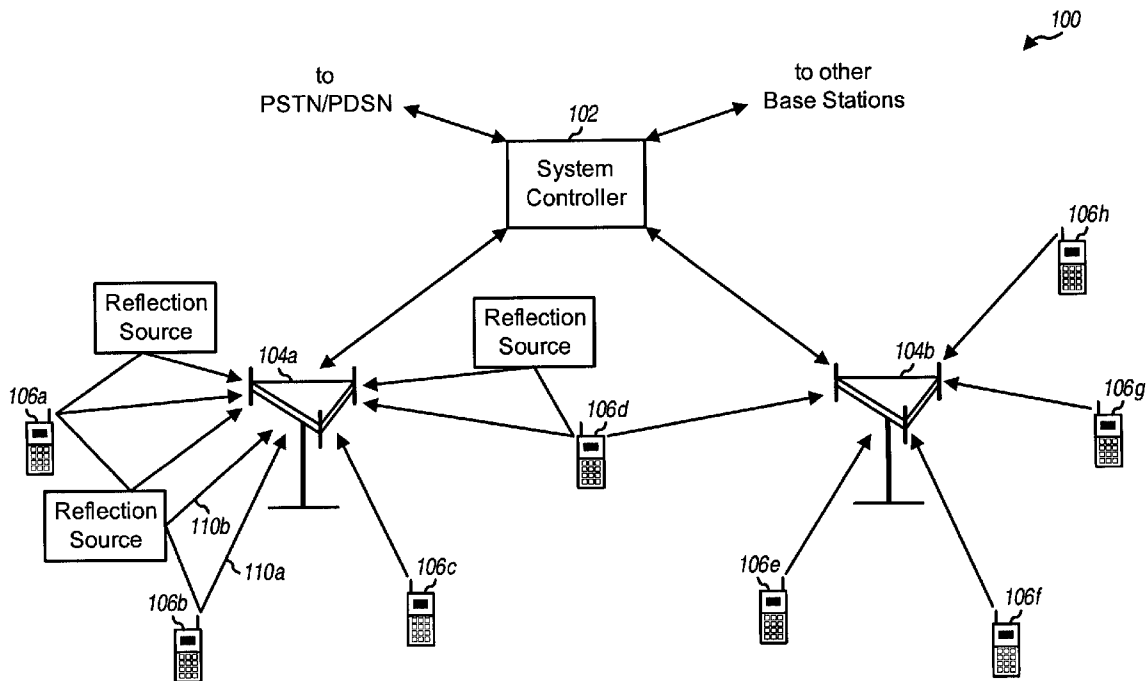 100
to
PSTN/PDSN
to other
Base Stations
102
System
Controller
106h
Reflection
Source
Reflection
Source
104a
104b
106a
106d
106g
Reflection
Source
110b
110a
106c
106e
106b
106f